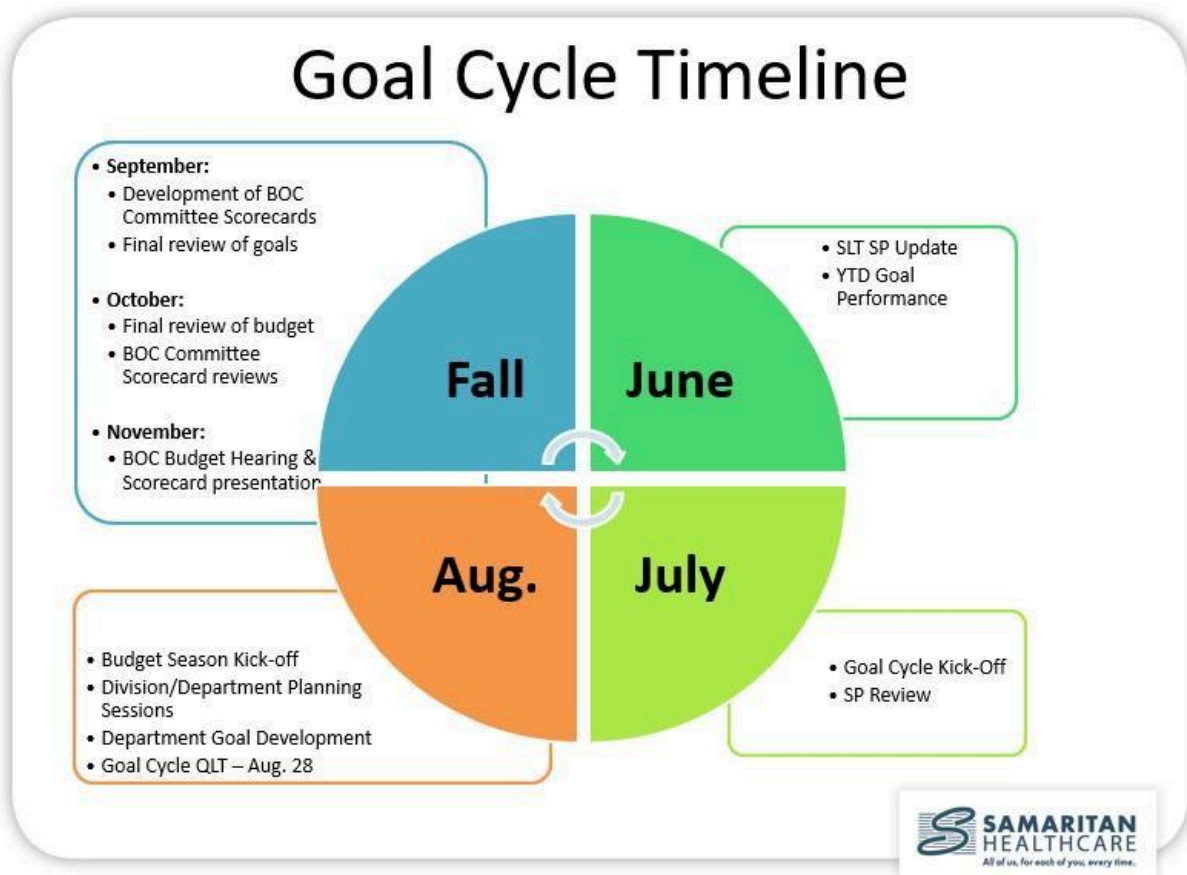 Goal Cycle Timeline
• September:
• Development of BOC
Committee Scorecards
• Final review of goals
• October:
• Final review of budget
• BOC Committee
Scorecard reviews
• November:
• BOC Budget Hearing &
Scorecard presentation
Fall
June
• SLT SP Update
• YTD Goal
Performance
Aug.
July
• Budget Season Kick-off
• Division/Department Planning
Sessions
• Department Goal Development
• Goal Cycle QLT – Aug. 28
• Goal Cycle Kick-Off
• SP Review
SAMARITAN
HEALTHCARE
All of us, for each of you, every time.